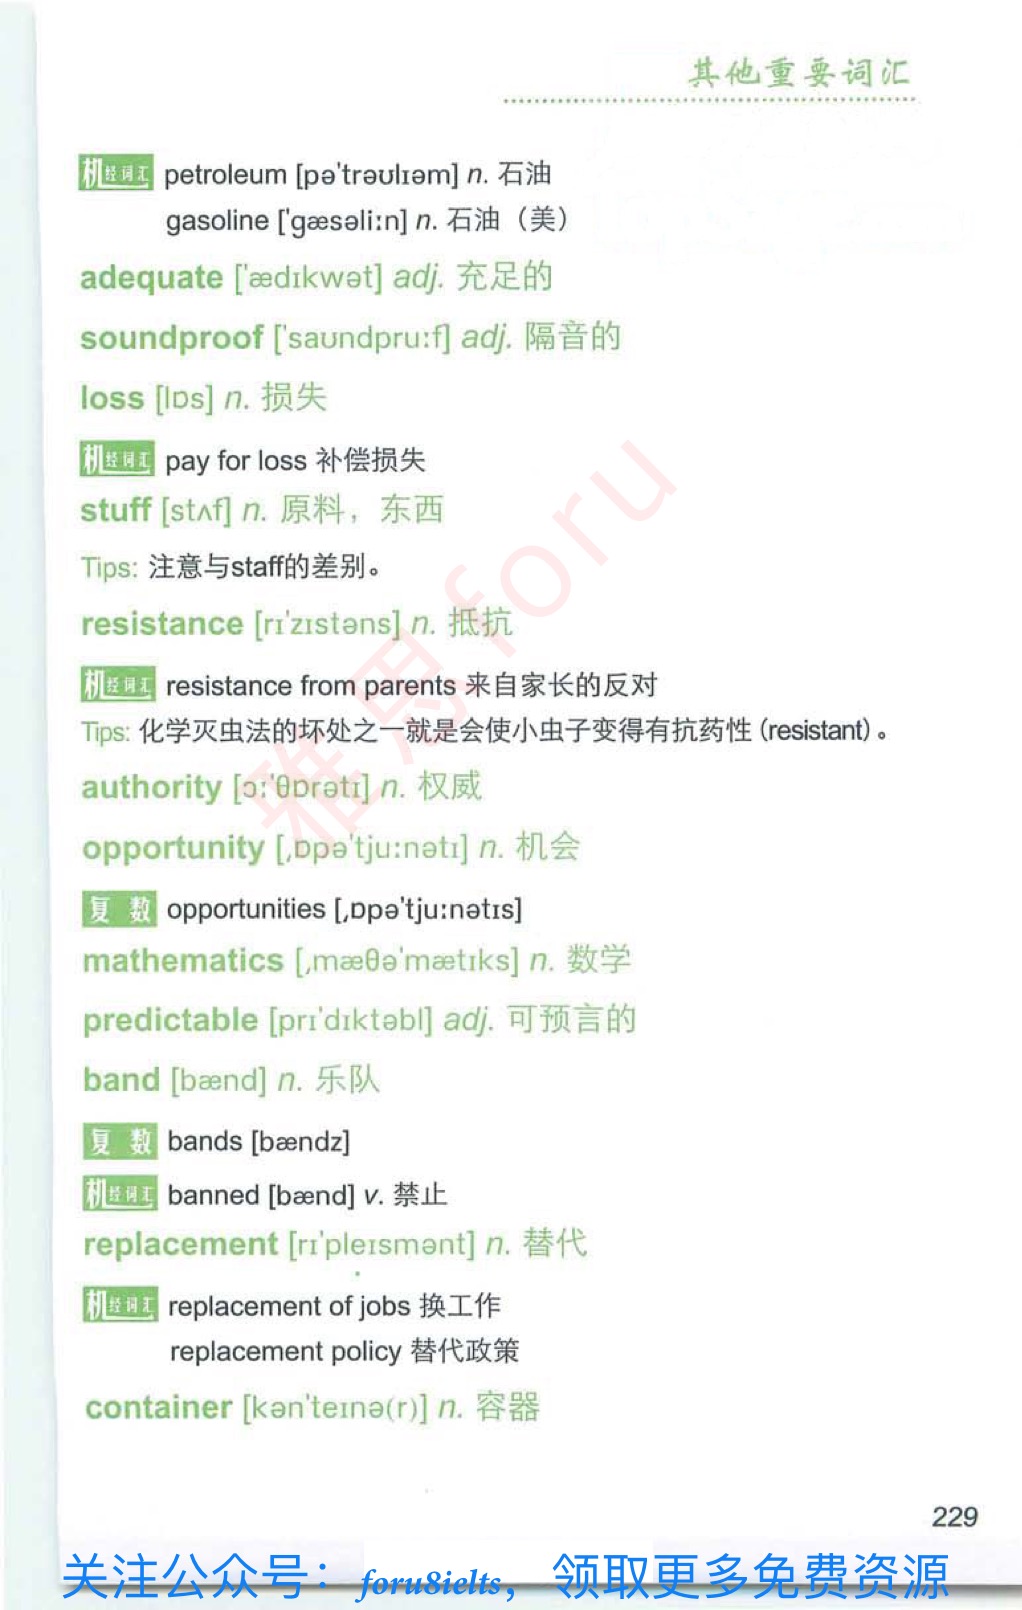 其他重要词汇
机经词汇 petroleum [pə'trəʊlɪəm] n. 石油
gasoline ['gæsəliːn] n. 石油（美）
adequate ['ædɪkwət] adj. 充足的
soundproof ['saʊndpruːf] adj. 隔音的
loss [lɒs] n. 损失
机经词汇 pay for loss 补偿损失
stuff [stʌf] n. 原料，东西
Tips: 注意与staff的差别。
resistance [rɪ'zɪstəns] n. 抵抗
机经词汇 resistance from parents 来自家长的反对
Tips: 化学灭虫法的坏处之一就是会使小虫子变得有抗药性 (resistant)。
authority [ɔː'θɒrətɪ] n. 权威
opportunity [ˌɒpə'tjuːnətɪ] n. 机会
复数 opportunities [ˌɒpə'tjuːnətɪs]
mathematics [ˌmæθə'mætɪks] n. 数学
predictable [prɪ'dɪktəbl] adj. 可预言的
band [bænd] n. 乐队
复数 bands [bændz]
机经词汇 banned [bænd] v. 禁止
replacement [rɪ'pleɪsmənt] n. 替代
机经词汇 replacement of jobs 换工作
replacement policy 替代政策
container [kən'teɪnə(r)] n. 容器
雅思foru
229
关注公众号：foru8ielts，领取更多免费资源